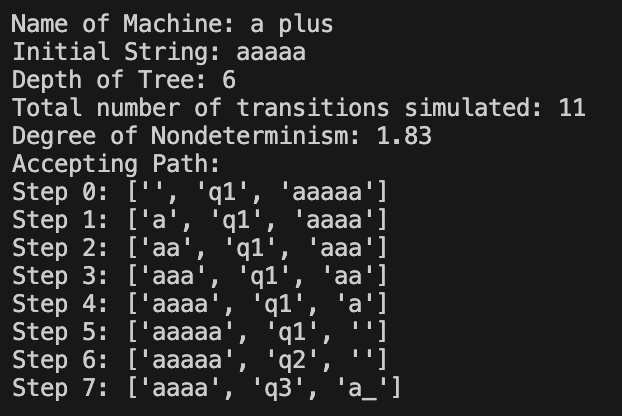 Name of Machine: a plus
Initial String: aaaaa
Depth of Tree: 6
Total number of transitions simulated: 11
Degree of Nondeterminism: 1.83
Accepting Path:
Step 0: ['', 'q1', 'aaaaa']
Step 1: ['a', 'q1', 'aaaa']
Step 2: ['aa', 'q1', 'aaa']
Step 3: ['aaa', 'q1', 'aa']
Step 4: ['aaaa', 'q1', 'a']
Step 5: ['aaaaa', 'q1', '']
Step 6: ['aaaaa', 'q2', '']
Step 7: ['aaaa', 'q3', 'a_']